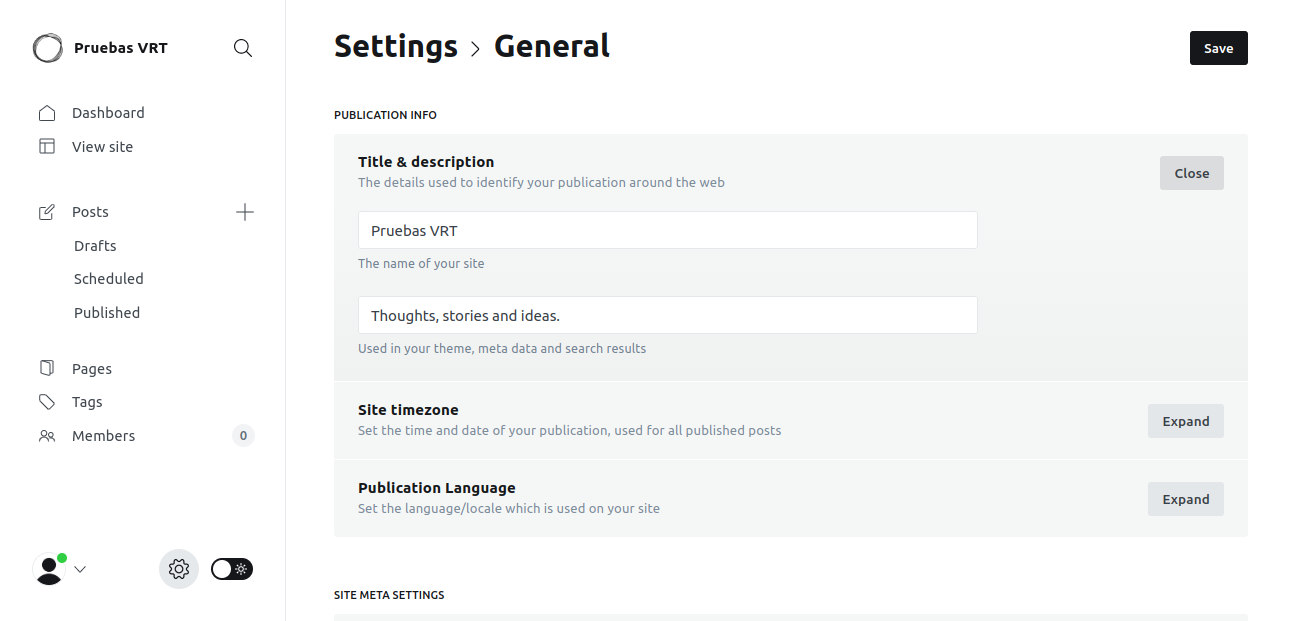 Pruebas VRT
Dashboard
View site
Posts
Drafts
Scheduled
Published
Pages
Tags
Members 0
Settings > General
Save
PUBLICATION INFO
Title & description
The details used to identify your publication around the web
Close
Pruebas VRT
The name of your site
Thoughts, stories and ideas.
Used in your theme, meta data and search results
Site timezone
Set the time and date of your publication, used for all published posts
Expand
Publication Language
Set the language/locale which is used on your site
Expand
SITE META SETTINGS